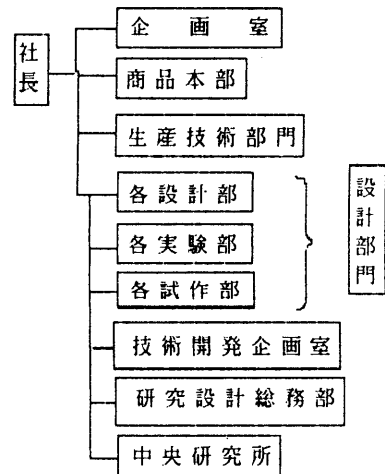 社長
企画室
商品本部
生産技術部門
各設計部
各実験部
各試作部
設計部門
技術開発企画室
研究設計総務部
中央研究所